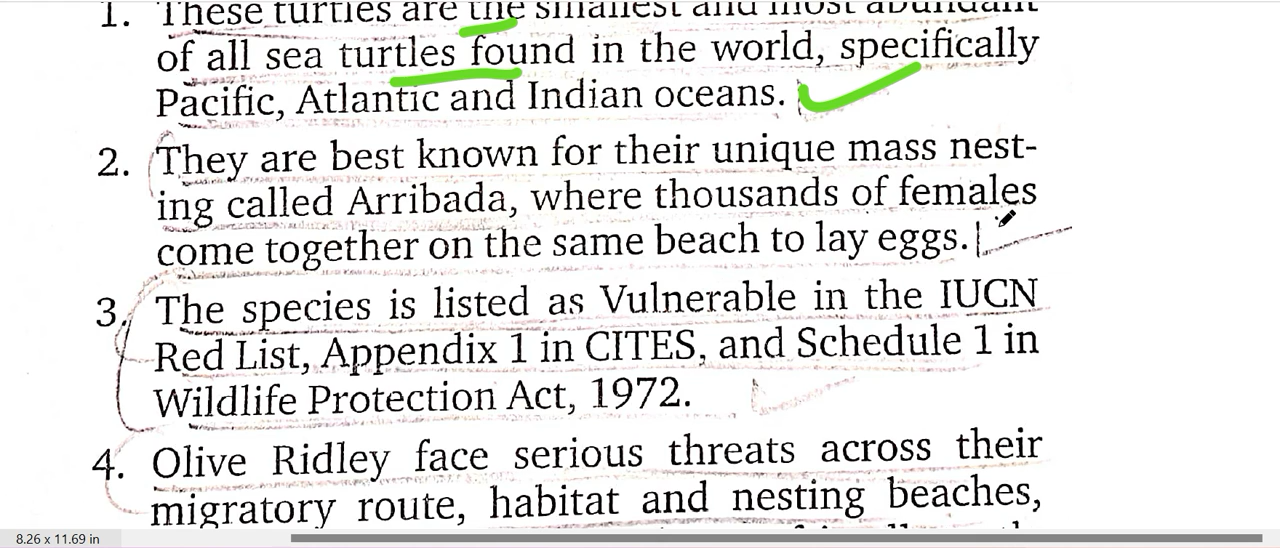 1. These turtles are the smallest and most abundant
of all sea turtles found in the world, specifically
Pacific, Atlantic and Indian oceans.
2. They are best known for their unique mass nest-
ing called Arribada, where thousands of females
come together on the same beach to lay eggs.
3. The species is listed as Vulnerable in the IUCN
Red List, Appendix 1 in CITES, and Schedule 1 in
Wildlife Protection Act, 1972.
4. Olive Ridley face serious threats across their
migratory route, habitat and nesting beaches,
8.26 x 11.69 in